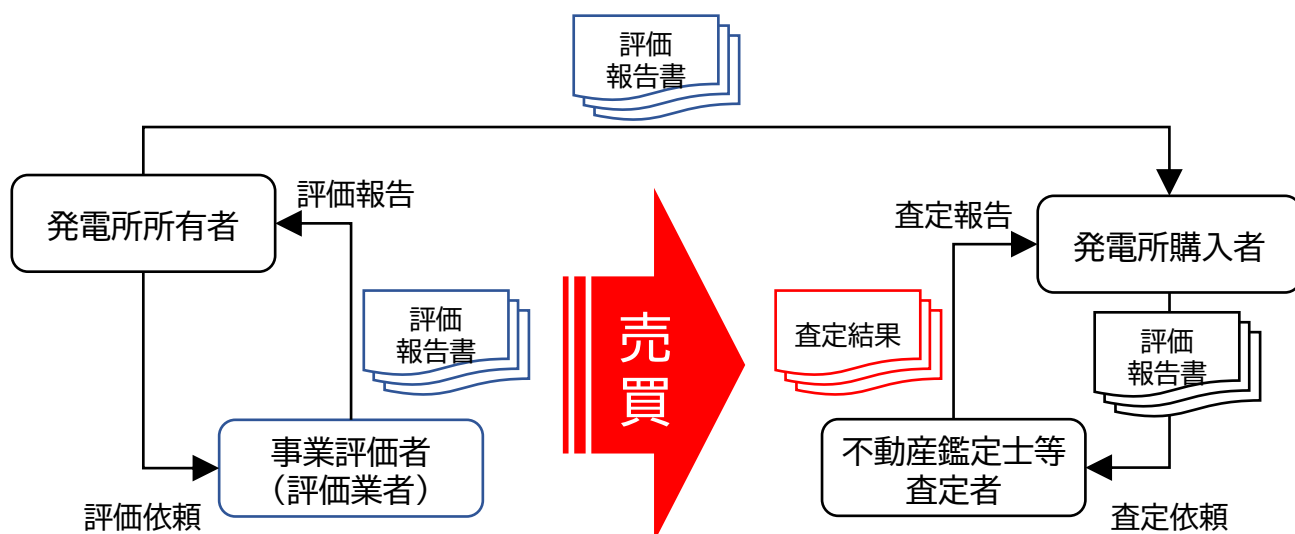 評価
報告書
発電所所有者
評価報告
査定報告
発電所購入者
評価
報告書
売
買
査定結果
評価
報告書
事業評価者
（評価業者）
不動産鑑定士等
査定者
評価依頼
査定依頼